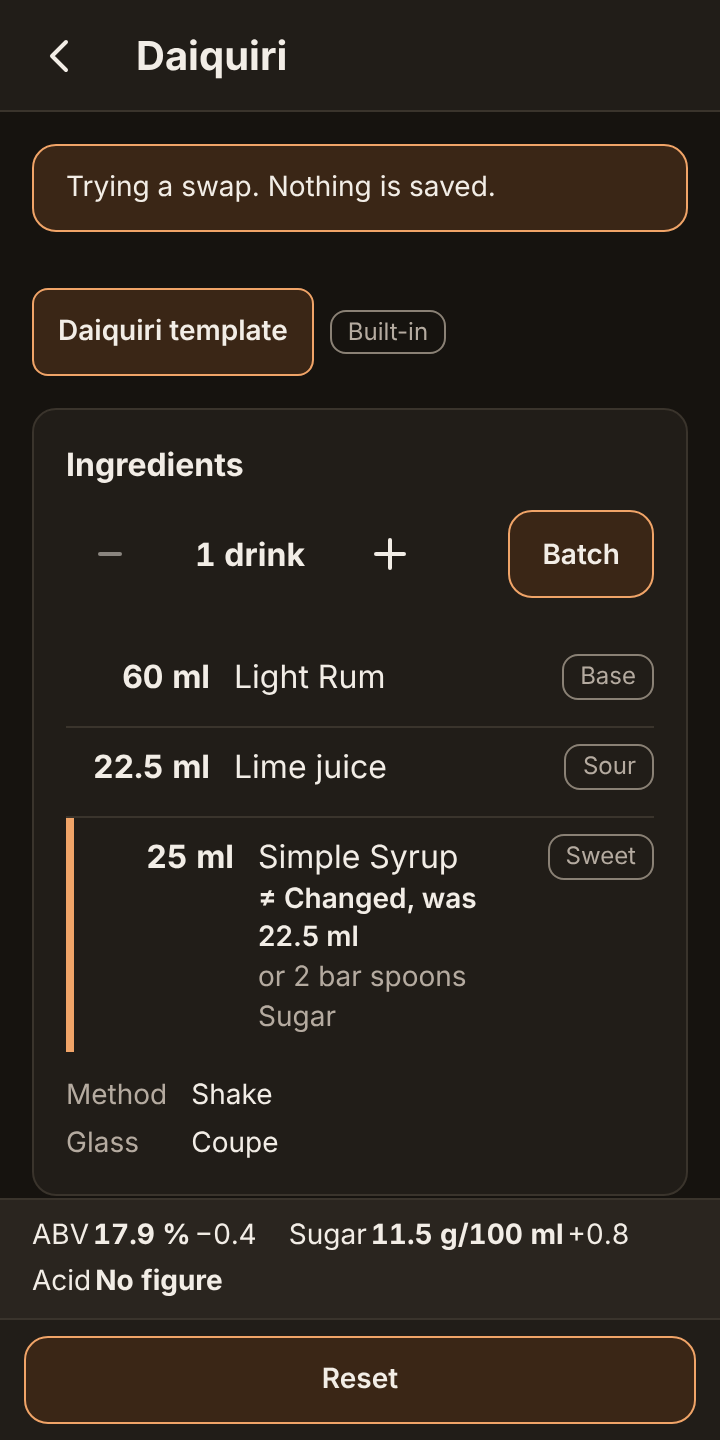 Daiquiri
Trying a swap. Nothing is saved.
Daiquiri template Built-in
Ingredients
− 1 drink + Batch
60 ml Light Rum Base
22.5 ml Lime juice Sour
25 ml Simple Syrup Sweet
≠ Changed, was
22.5 ml
or 2 bar spoons
Sugar
Method Shake
Glass Coupe
ABV 17.9 % −0.4 Sugar 11.5 g/100 ml +0.8
Acid No figure
Reset